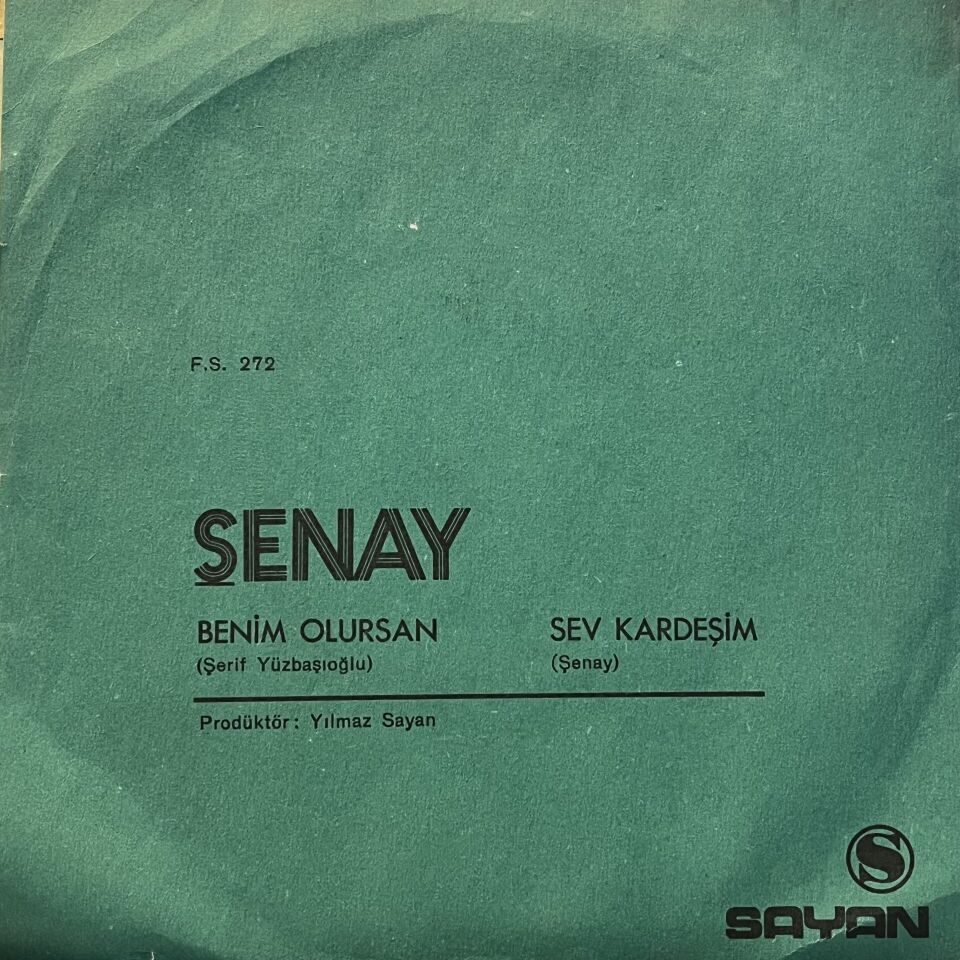 F.S. 272
ŞENAY
BENİM OLURSAN
(Şerif Yüzbaşıoğlu)
SEV KARDEŞİM
(Şenay)
Prodüktör: Yılmaz Sayan
S
SAYAN